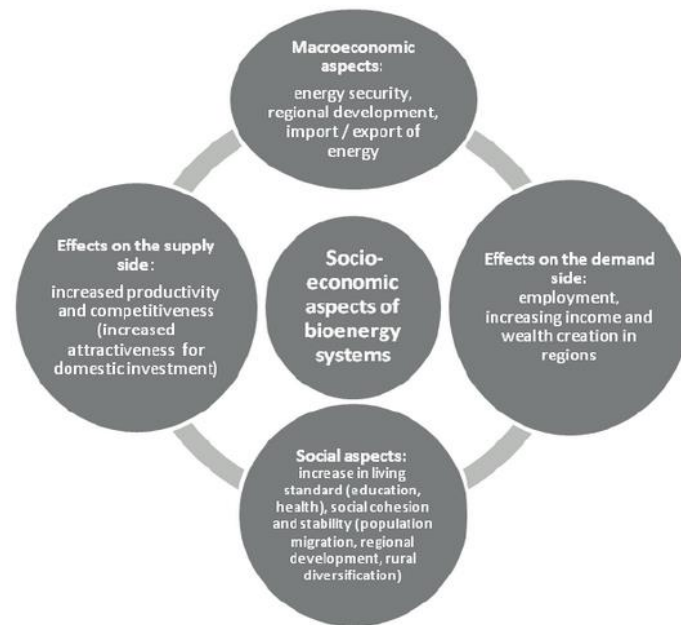 Macroeconomic
aspects:
energy security,
regional development,
import / export of
energy
Effects on the supply
side:
increased productivity
and competitiveness
(increased
attractiveness for
domestic investment)
Socio-
economic
aspects of
bioenergy
systems
Effects on the demand
side:
employment,
increasing income and
wealth creation in
regions
Social aspects:
increase in living
standard (education,
health), social cohesion
and stability (population
migration, regional
development, rural
diversification)